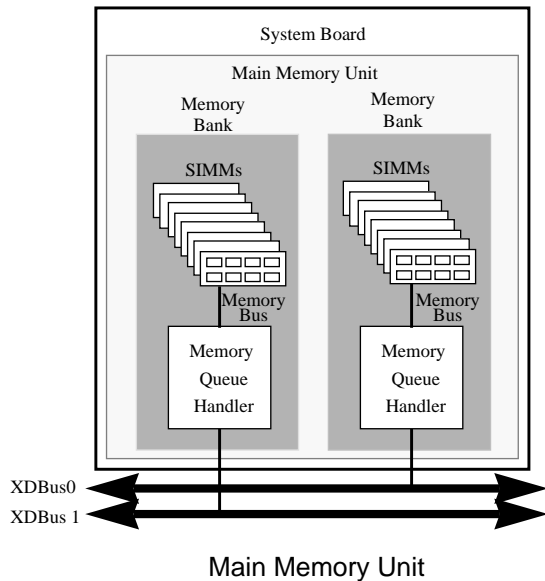 System Board
Main Memory Unit
Memory
Bank
Memory
Bank
SIMMs
SIMMs
Memory
Bus
Memory
Bus
Memory
Queue
Handler
Memory
Queue
Handler
XDBus0
XDBus 1
Main Memory Unit